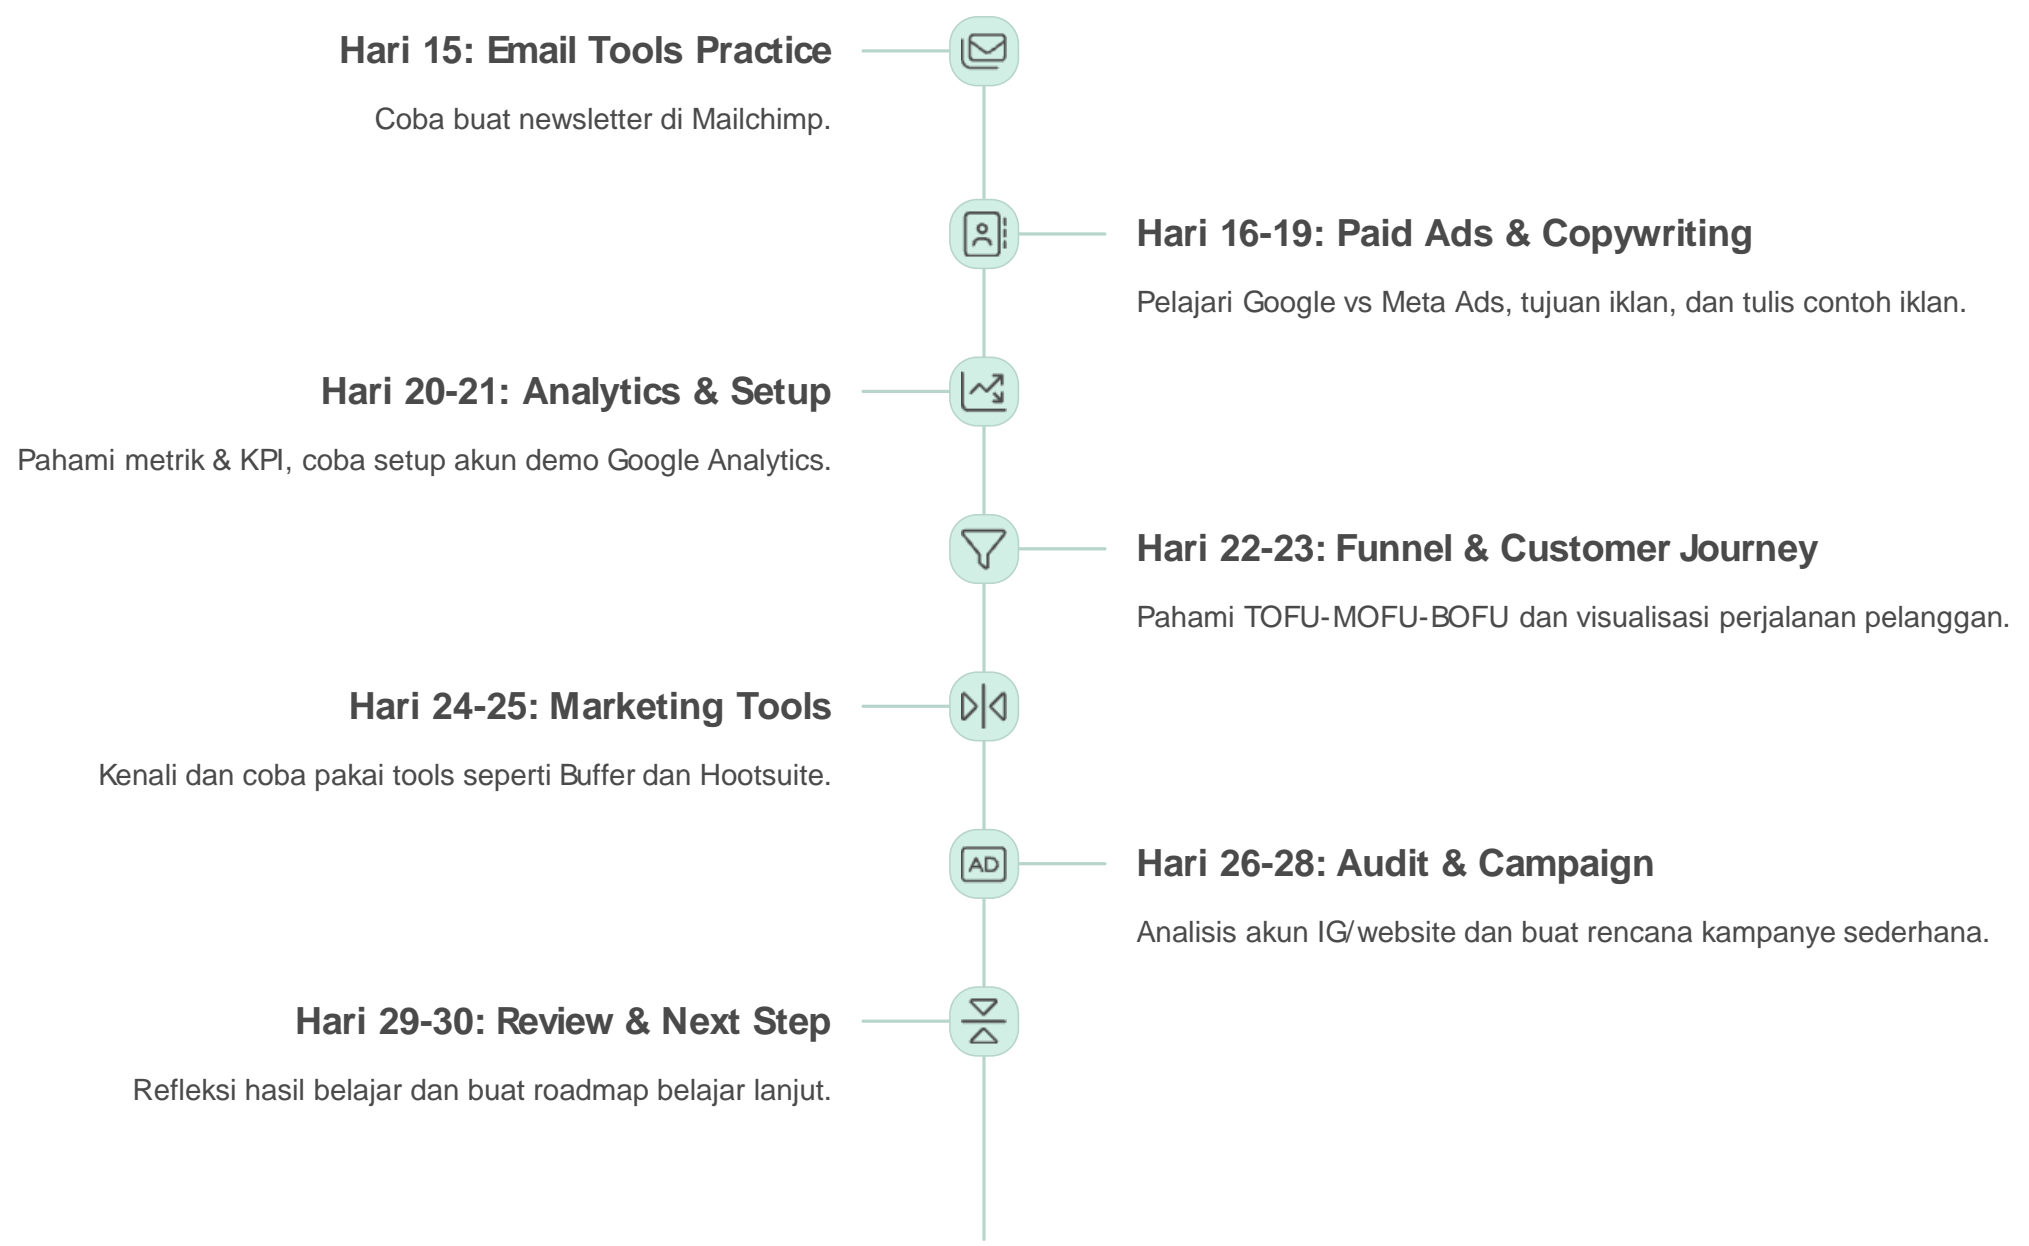 Hari 15: Email Tools Practice
Coba buat newsletter di Mailchimp.
Hari 16-19: Paid Ads & Copywriting
Pelajari Google vs Meta Ads, tujuan iklan, dan tulis contoh iklan.
Hari 20-21: Analytics & Setup
Pahami metrik & KPI, coba setup akun demo Google Analytics.
Hari 22-23: Funnel & Customer Journey
Pahami TOFU-MOFU-BOFU dan visualisasi perjalanan pelanggan.
Hari 24-25: Marketing Tools
Kenali dan coba pakai tools seperti Buffer dan Hootsuite.
AD
Hari 26-28: Audit & Campaign
Analisis akun IG/website dan buat rencana kampanye sederhana.
Hari 29-30: Review & Next Step
Refleksi hasil belajar dan buat roadmap belajar lanjut.